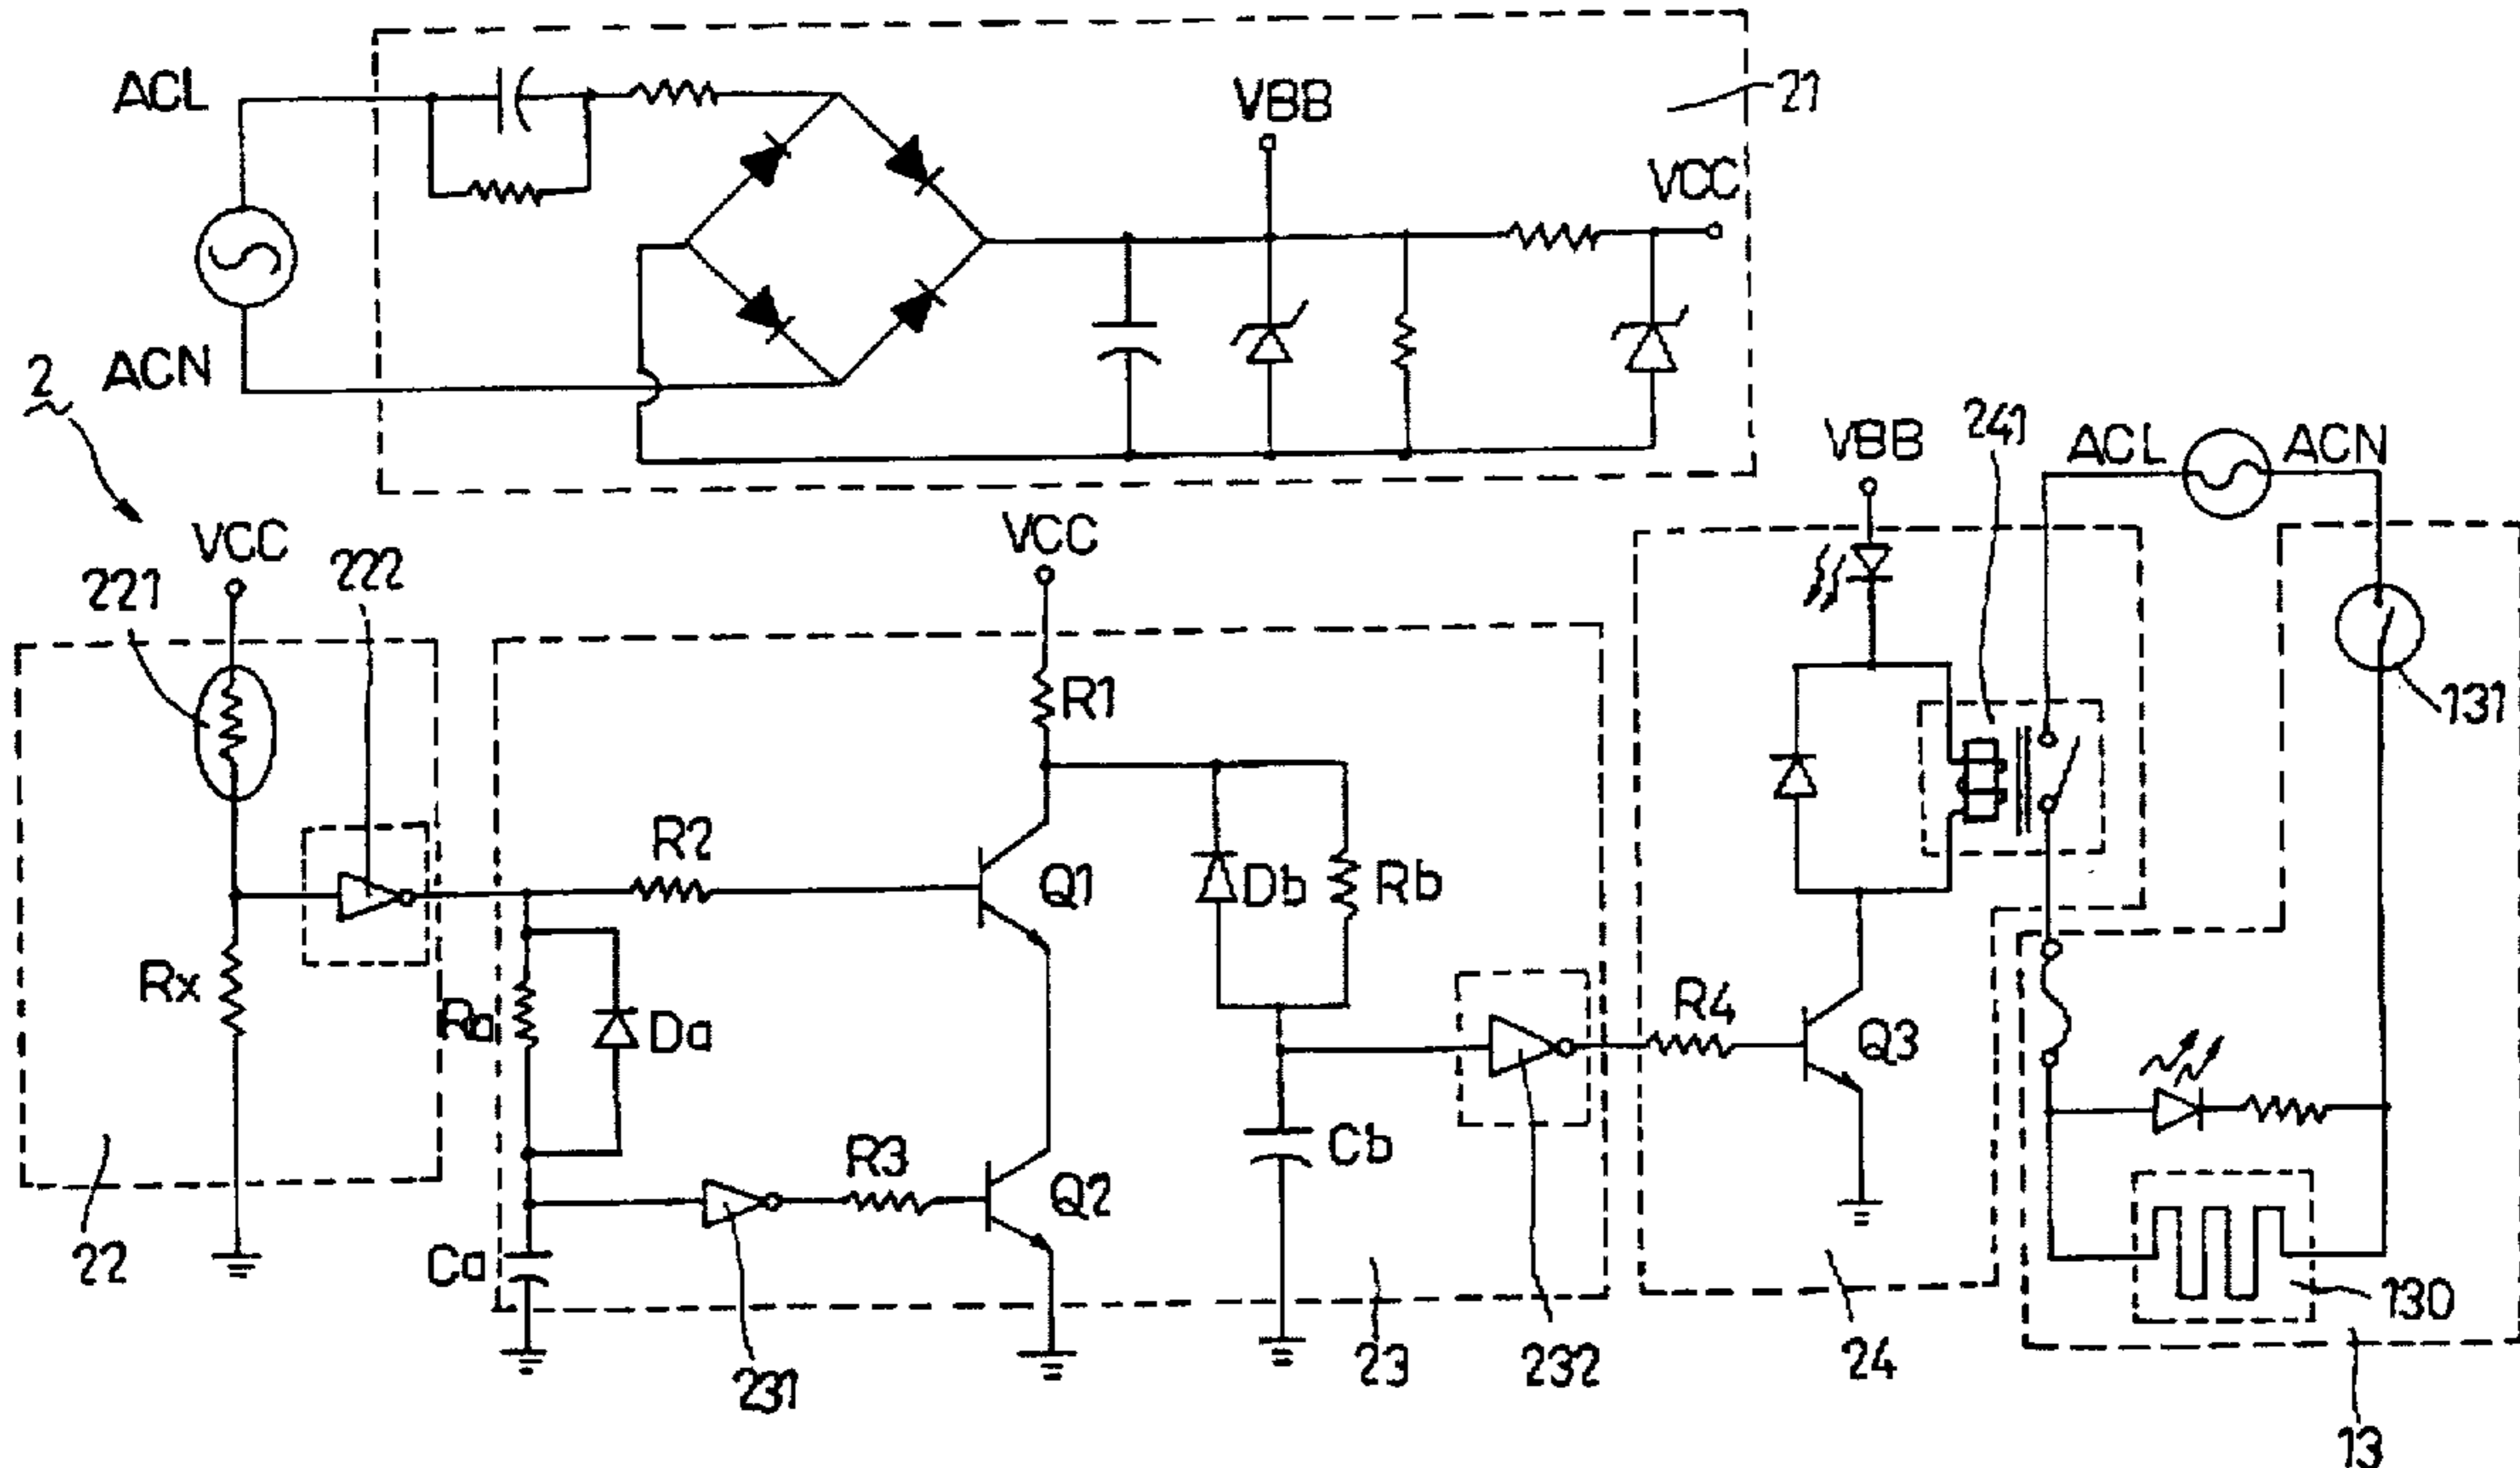 ACL
21
VBB
VCC
ACN
2
VBB
241
ACL
ACN
VCC
222
221
VCC
R1
131
R2
Q1
Db
Rb
Rx
Ra
Da
R4
Q3
R3
Q2
Cb
Ca
22
130
23
232
24
231
13